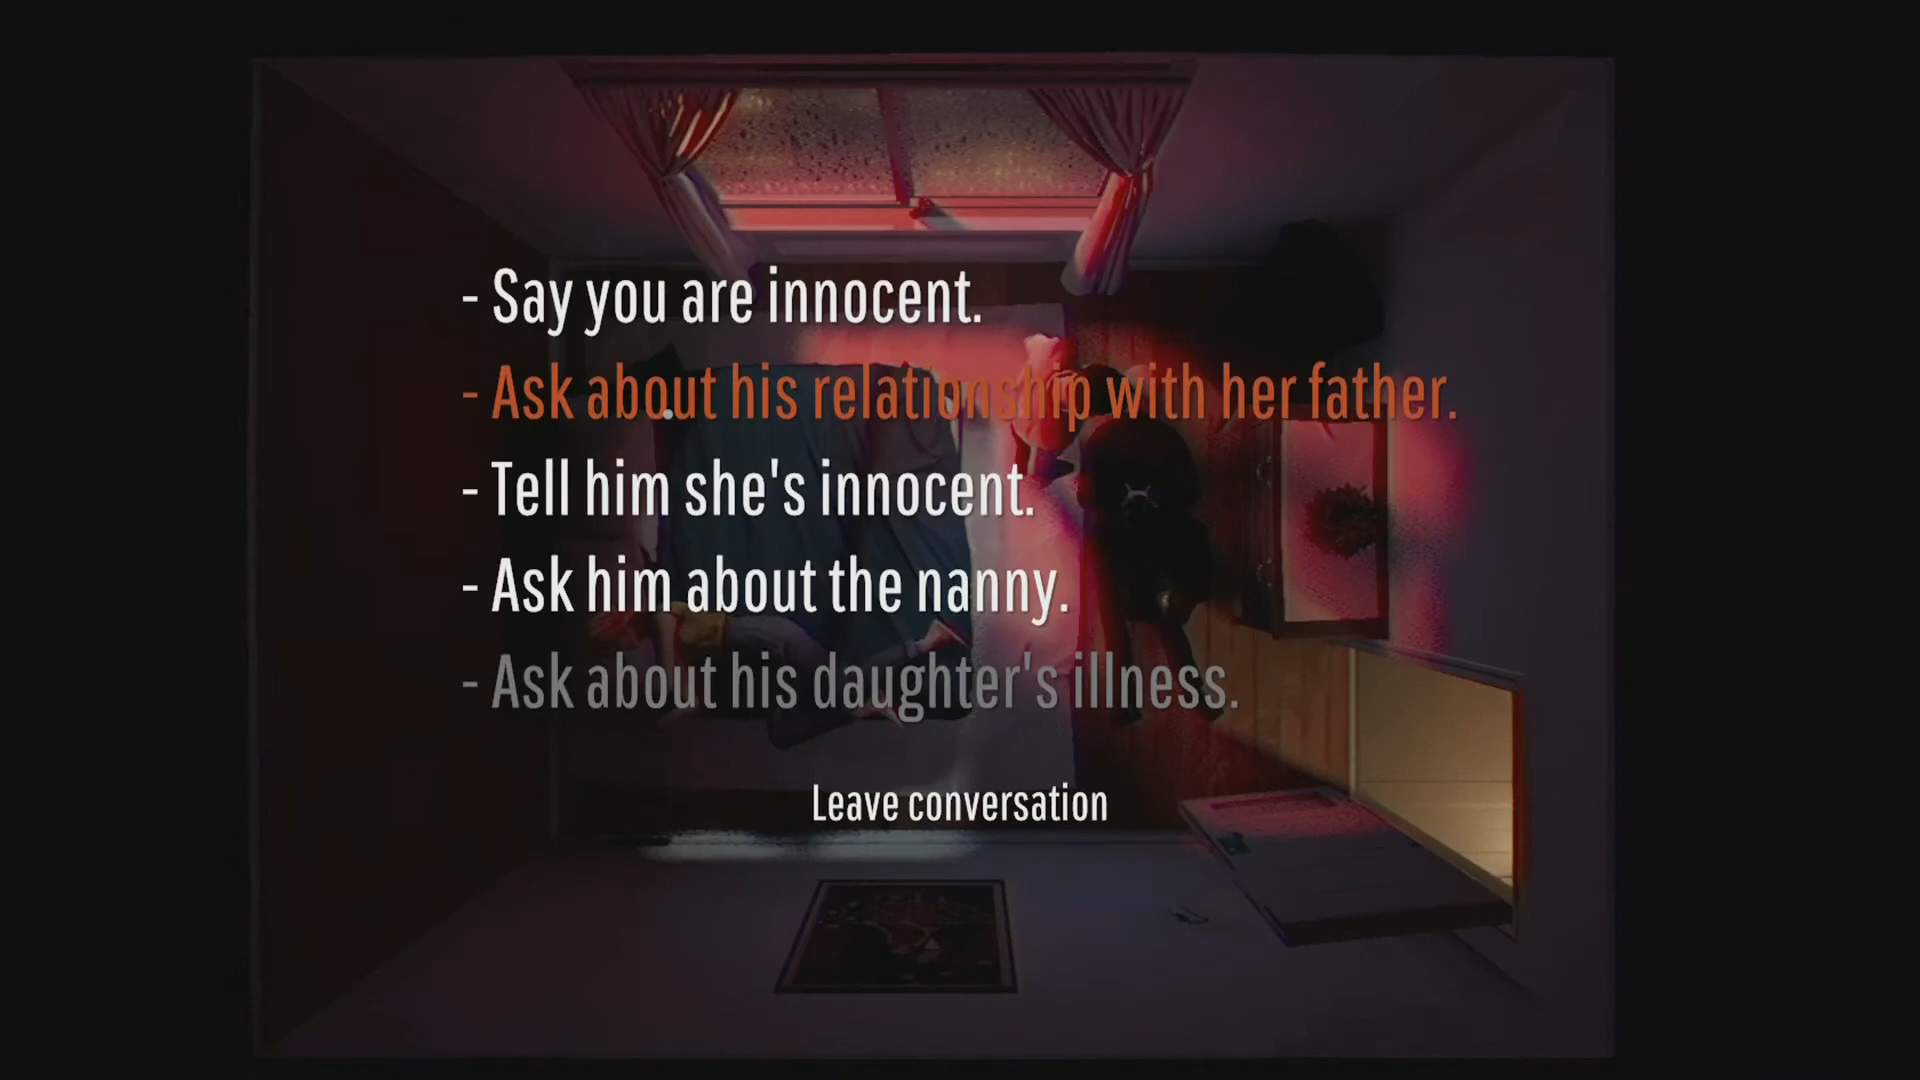 - Say you are innocent.
- Ask about his relationship with her father.
- Tell him she's innocent.
- Ask him about the nanny.
- Ask about his daughter's illness.
Leave conversation